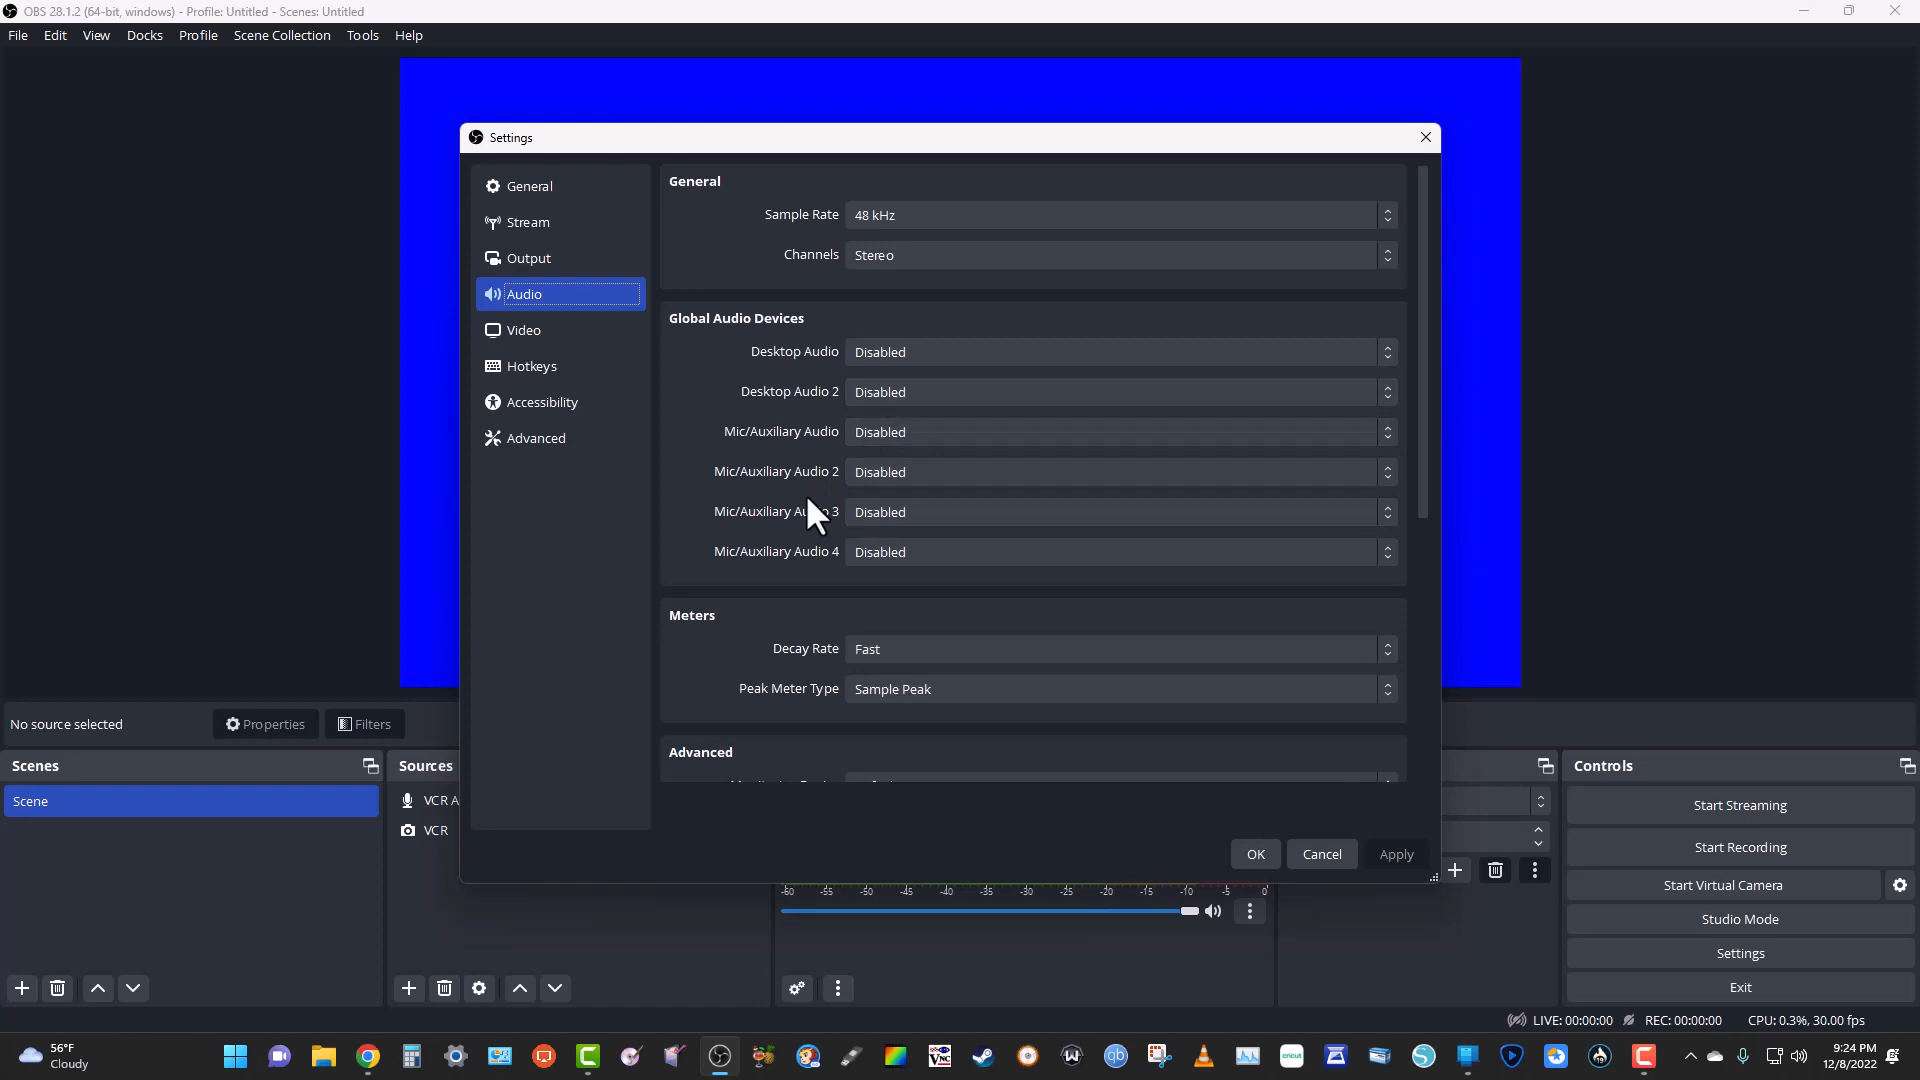 OBS 28.1.2 (64-bit, windows) - Profile: Untitled - Scenes: Untitled
File Edit View Docks Profile Scene Collection Tools Help
Settings
General
Stream
Output
Audio
Video
Hotkeys
Accessibility
Advanced
General
Sample Rate 48 kHz
Channels Stereo
Global Audio Devices
Desktop Audio Disabled
Desktop Audio 2 Disabled
Mic/Auxiliary Audio Disabled
Mic/Auxiliary Audio 2 Disabled
Mic/Auxiliary Au 3 Disabled
Mic/Auxiliary Audio 4 Disabled
Meters
Decay Rate Fast
Peak Meter Type Sample Peak
Advanced
OK Cancel Apply
No source selected Properties Filters
Scenes
Scene
Sources
VCR A
VCR
-60 -55 -50 -45 -40 -35 -30 -25 -20 -15 -10 -5 0
Controls
Start Streaming
Start Recording
Start Virtual Camera
Studio Mode
Settings
Exit
LIVE: 00:00:00 REC: 00:00:00 CPU: 0.3%, 30.00 fps
56°F
Cloudy
VNC
qb
cricut
9:24 PM
12/8/2022